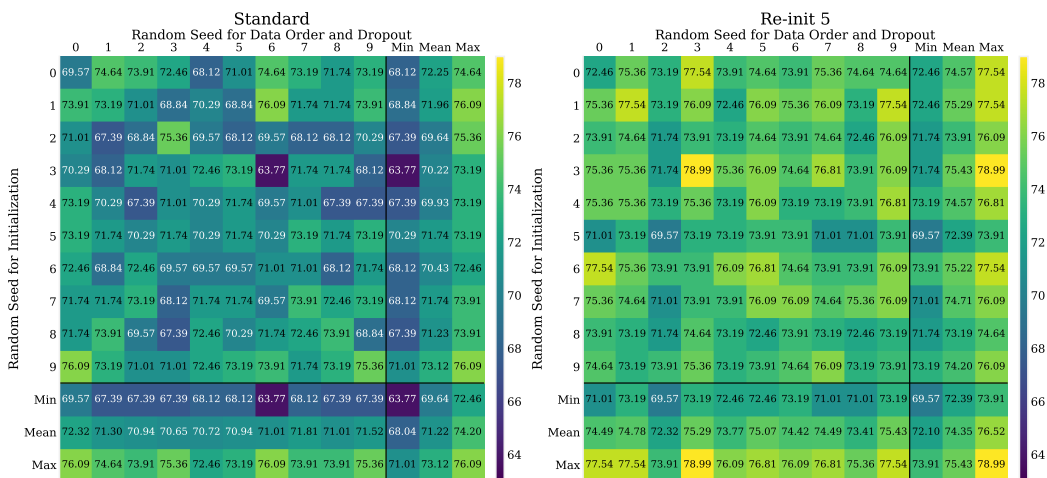 Standard
Random Seed for Data Order and Dropout
0 1 2 3 4 5 6 7 8 9 Min Mean Max
Random Seed for Initialization
0 69.57 74.64 73.91 72.46 68.12 71.01 74.64 73.19 71.74 73.19 68.12 72.25 74.64
1 73.91 73.19 71.01 68.84 70.29 68.84 76.09 71.74 71.74 73.91 68.84 71.96 76.09
2 71.01 67.39 68.84 75.36 69.57 68.12 69.57 68.12 68.12 70.29 67.39 69.64 75.36
3 70.29 68.12 71.74 71.01 72.46 73.19 63.77 71.74 71.74 68.12 63.77 70.22 73.19
4 73.19 70.29 67.39 71.01 70.29 71.74 69.57 71.01 67.39 67.39 67.39 69.93 73.19
5 73.19 71.74 70.29 71.74 70.29 71.74 70.29 73.19 71.74 73.19 70.29 71.74 73.19
6 72.46 68.84 72.46 69.57 69.57 69.57 71.01 71.01 68.12 71.74 68.12 70.43 72.46
7 71.74 71.74 73.19 68.12 71.74 71.74 69.57 73.91 72.46 73.19 68.12 71.74 73.91
8 71.74 73.91 69.57 67.39 72.46 70.29 71.74 72.46 73.91 68.84 67.39 71.23 73.91
9 76.09 73.19 71.01 71.01 73.91 72.46 73.91 71.74 73.19 75.36 71.01 73.12 76.09
Min 69.57 67.39 67.39 67.39 68.12 68.12 63.77 68.12 67.39 67.39 63.77 69.64 72.46
Mean 72.32 71.30 70.94 70.65 70.72 70.94 71.01 71.81 71.01 71.52 68.04 71.22 74.20
Max 76.09 74.64 73.91 75.36 72.46 73.19 76.09 73.91 73.91 75.36 71.01 73.12 76.09
78
76
74
72
70
68
66
64
Re-init 5
Random Seed for Data Order and Dropout
0 1 2 3 4 5 6 7 8 9 Min Mean Max
Random Seed for Initialization
0 72.46 75.36 73.19 77.54 73.91 74.64 73.91 75.36 74.64 74.64 72.46 74.57 77.54
1 75.36 77.54 73.19 76.09 72.46 76.09 75.36 76.09 73.19 77.54 72.46 75.29 77.54
2 73.91 74.64 71.74 73.91 73.19 74.64 73.91 74.64 72.46 76.09 71.74 73.91 76.09
3 75.36 75.36 71.74 78.99 75.36 76.09 74.64 76.81 73.19 76.09 71.74 75.43 78.99
4 75.36 75.36 73.19 75.36 73.19 76.09 73.19 73.19 73.91 76.81 73.19 74.57 76.81
5 71.01 73.19 69.57 73.19 73.19 73.91 73.91 71.01 71.01 73.91 69.57 72.39 73.91
6 77.54 75.36 73.91 73.91 76.09 76.81 74.64 73.91 73.91 76.09 73.91 75.22 77.54
7 75.36 74.64 71.01 73.91 73.91 76.09 76.09 74.64 75.36 76.09 71.01 74.71 76.09
8 73.91 73.19 71.74 74.64 73.19 72.46 73.91 73.19 72.46 73.19 71.74 73.19 74.64
9 74.64 73.19 73.91 75.36 73.19 73.91 74.64 76.09 73.91 73.19 73.19 74.20 76.09
Min 71.01 73.19 69.57 73.19 72.46 72.46 73.19 71.01 71.01 73.19 69.57 72.39 73.91
Mean 74.49 74.78 72.32 75.29 73.77 75.07 74.42 74.49 73.41 75.43 72.10 74.35 76.52
Max 77.54 77.54 73.91 78.99 76.09 76.81 76.09 76.81 75.36 77.54 73.91 75.43 78.99
78
76
74
72
70
68
66
64